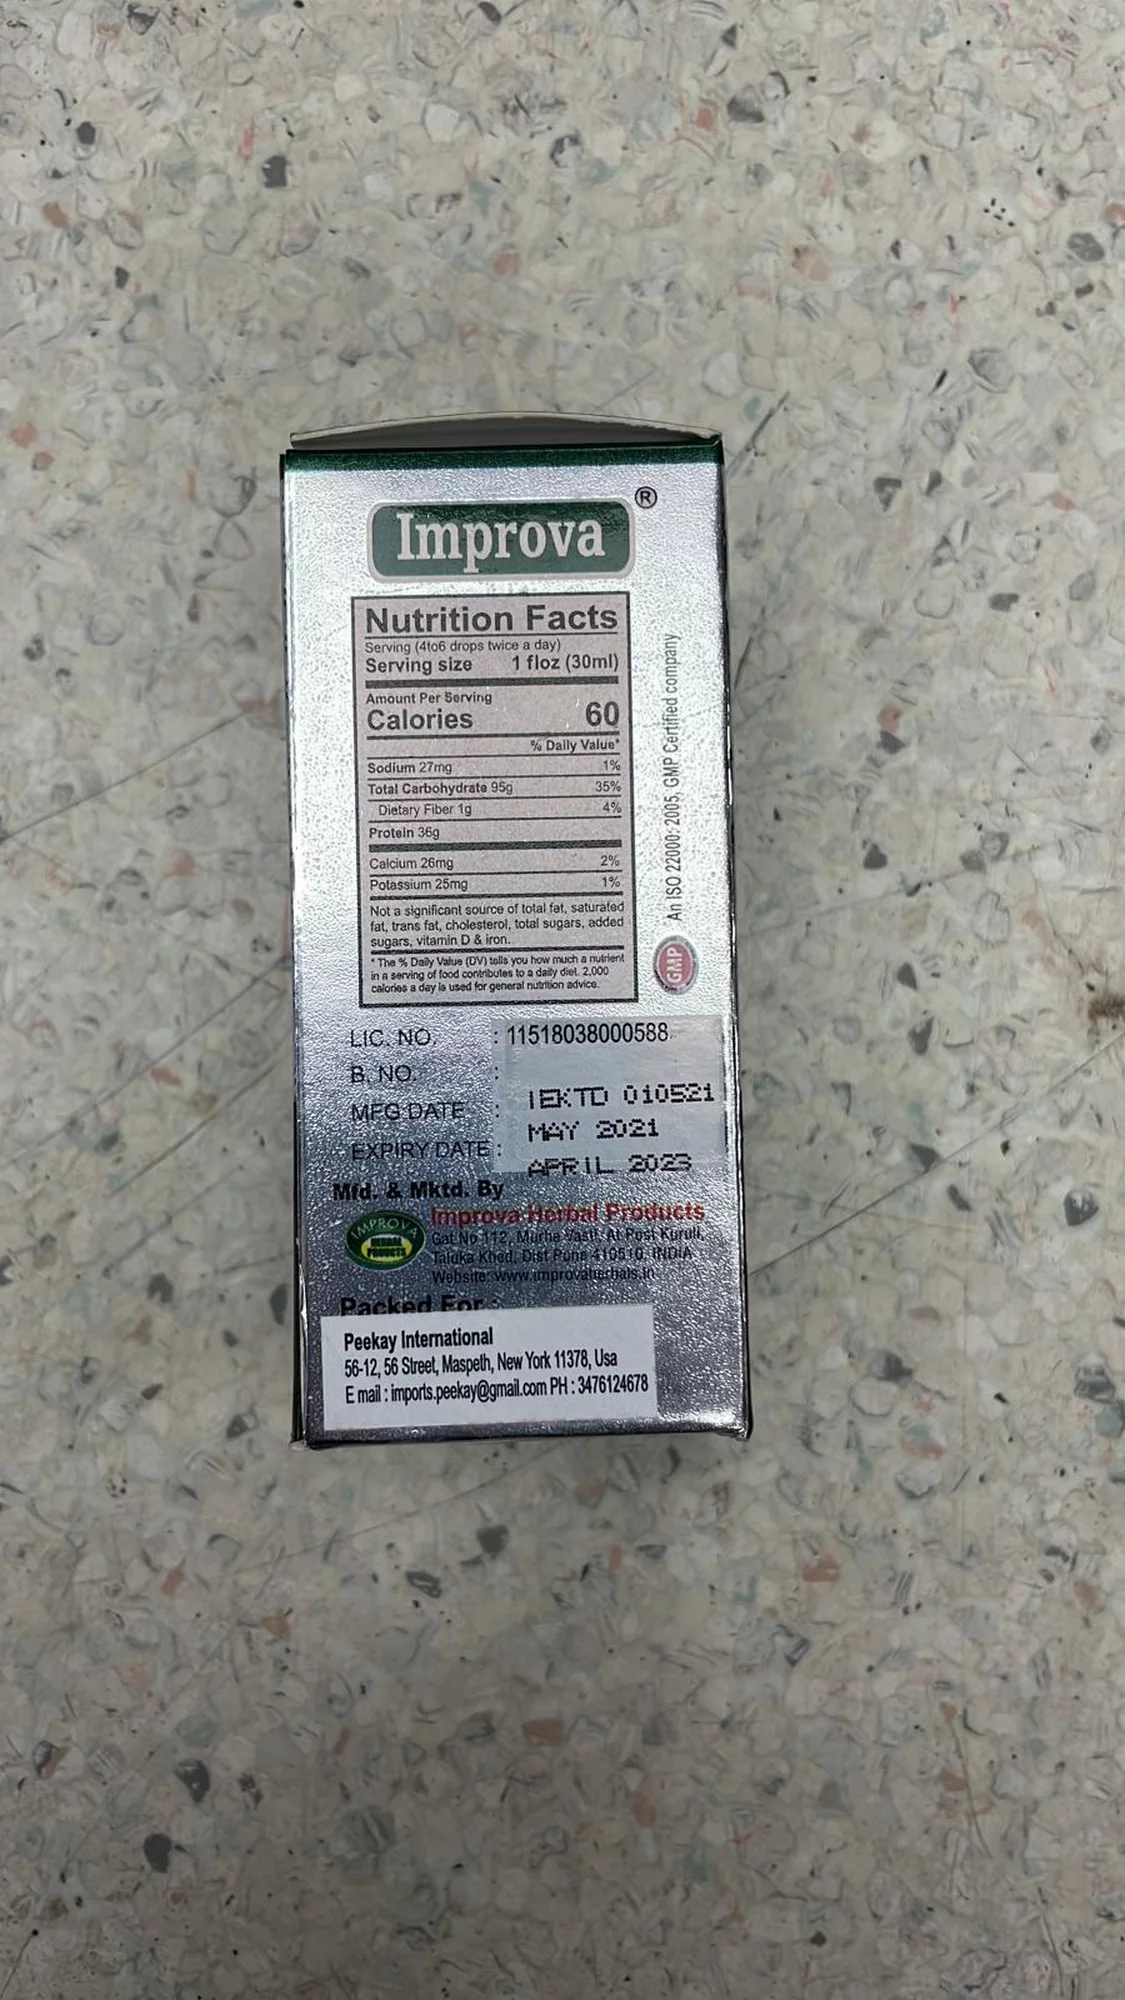 Improva ®
Nutrition Facts
Serving (4to6 drops twice a day)
Serving size 1 floz (30ml)
Amount Per Serving
Calories 60
% Daily Value*
Sodium 27mg 1%
Total Carbohydrate 95g 35%
Dietary Fiber 1g 4%
Protein 36g
Calcium 26mg 2%
Potassium 25mg 1%
Not a significant source of total fat, saturated
fat, trans fat, cholesterol, total sugars, added
sugars, vitamin D & iron.
* The % Daily Value (DV) tells you how much a nutrient
in a serving of food contributes to a daily diet. 2,000
calories a day is used for general nutrition advice.
An ISO 22000: 2005, GMP Certified company
GMP
LIC. NO. : 11518038000588
B. NO. : IEKTD 010521
MFG DATE : MAY 2021
EXPIRY DATE : APRIL 2023
Mfd. & Mktd. By
IMPROVA
HERBAL
PRODUCTS
Improva Herbal Products
Gat No 112, Murhe Vasti, At Post Kuruli,
Taluka Khed, Dist Pune 410510, INDIA
Website: www.improvaherbals.in
Packed For :
Peekay International
56-12, 56 Street, Maspeth, New York 11378, Usa
E mail : imports.peekay@gmail.com PH : 3476124678